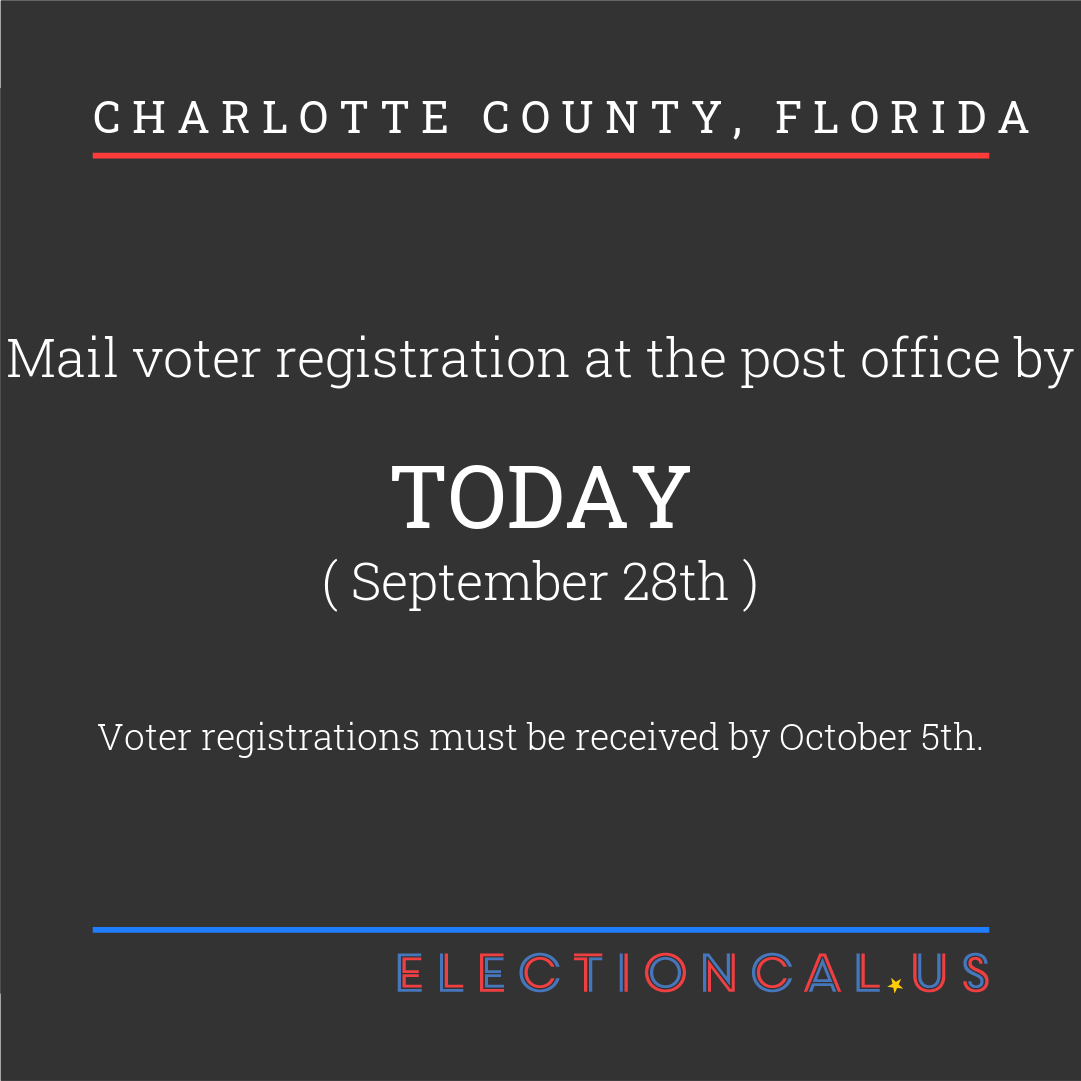 CHARLOTTE COUNTY, FLORIDA
Mail voter registration at the post office by
TODAY
( September 28th )
Voter registrations must be received by October 5th.
ELECTIONCAL.US